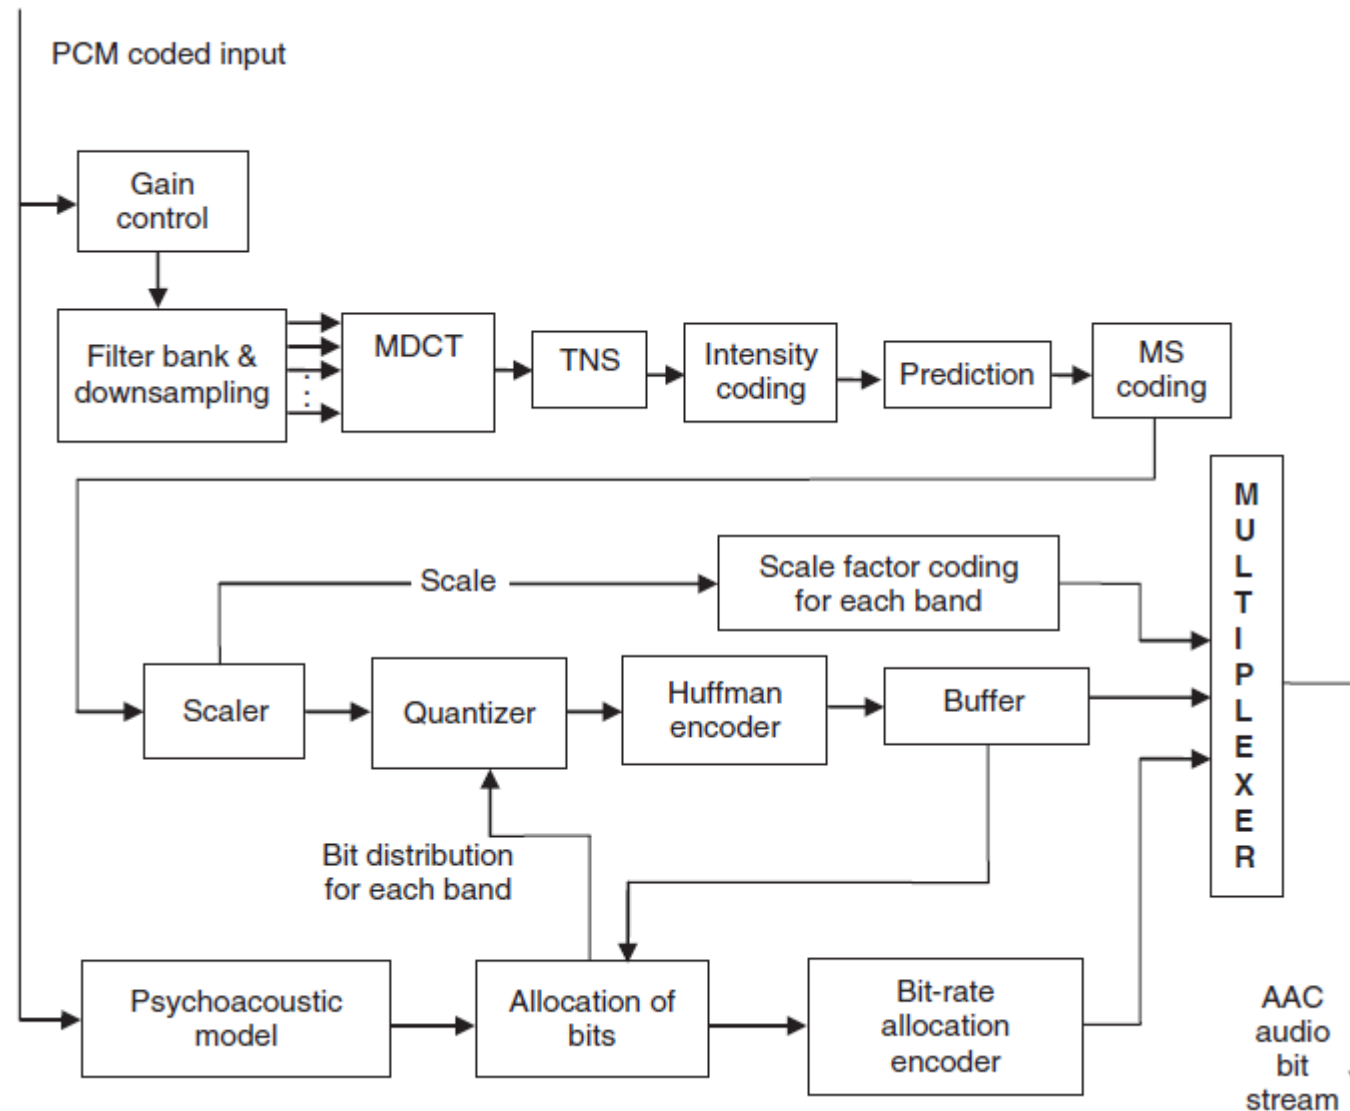 PCM coded input
Gain
control
Filter bank &
downsampling
MDCT
TNS
Intensity
coding
Prediction
MS
coding
Scale
Scale factor coding
for each band
MULTIPLEXER
Scaler
Quantizer
Huffman
encoder
Buffer
Bit distribution
for each band
Psychoacoustic
model
Allocation of
bits
Bit-rate
allocation
encoder
AAC
audio
bit
stream